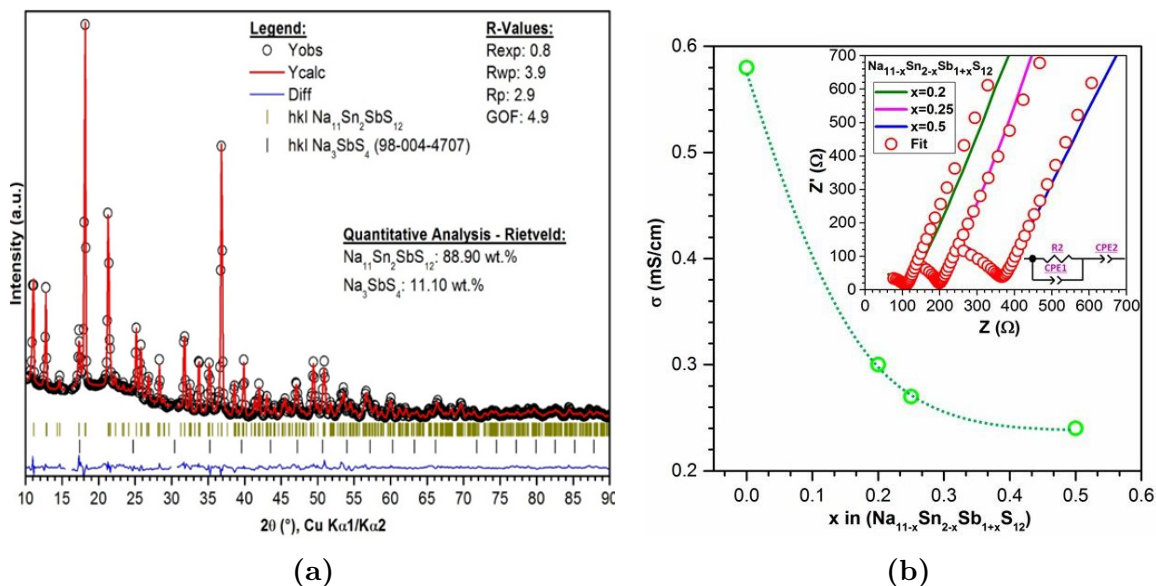 Legend:
Yobs
Ycalc
Diff
hkl Na₁₁Sn₂SbS₁₂
hkl Na₃SbS₄ (98-004-4707)
R-Values:
Rexp: 0.8
Rwp: 3.9
Rp: 2.9
GOF: 4.9
Quantitative Analysis - Rietveld:
Na₁₁Sn₂SbS₁₂: 88.90 wt.%
Na₃SbS₄: 11.10 wt.%
Intensity (a.u.)
10 15 20 25 30 35 40 45 50 55 60 65 70 75 80 85 90
2θ (°), Cu Kα1/Kα2
(a)
0.6
0.5
0.4
0.3
0.2
σ (mS/cm)
0.0 0.1 0.2 0.3 0.4 0.5 0.6
x in (Na₁₁₋ₓSn₂₋ₓSb₁₊ₓS₁₂)
700
600
500
400
300
200
100
0
Z' (Ω)
Na₁₁₋ₓSn₂₋ₓSb₁₊ₓS₁₂
x=0.2
x=0.25
x=0.5
Fit
R2
CPE1
CPE2
0 100 200 300 400 500 600 700
Z (Ω)
(b)